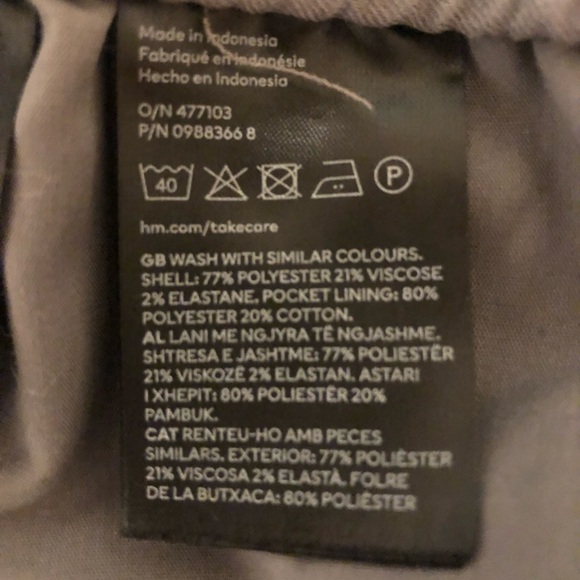 Made in Indonesia
Fabriqué en Indonésie
Hecho en Indonesia
O/N 477103
P/N 0988366 8
40
P
hm.com/takecare
GB WASH WITH SIMILAR COLOURS.
SHELL: 77% POLYESTER 21% VISCOSE
2% ELASTANE. POCKET LINING: 80%
POLYESTER 20% COTTON.
AL LANI ME NGJYRA TË NGJASHME.
SHTRESA E JASHTME: 77% POLIESTËR
21% VISKOZË 2% ELASTAN. ASTARI
I XHEPIT: 80% POLIESTËR 20%
PAMBUK.
CAT RENTEU-HO AMB PECES
SIMILARS. EXTERIOR: 77% POLIÈSTER
21% VISCOSA 2% ELASTÀ. FOLRE
DE LA BUTXACA: 80% POLIÈSTER